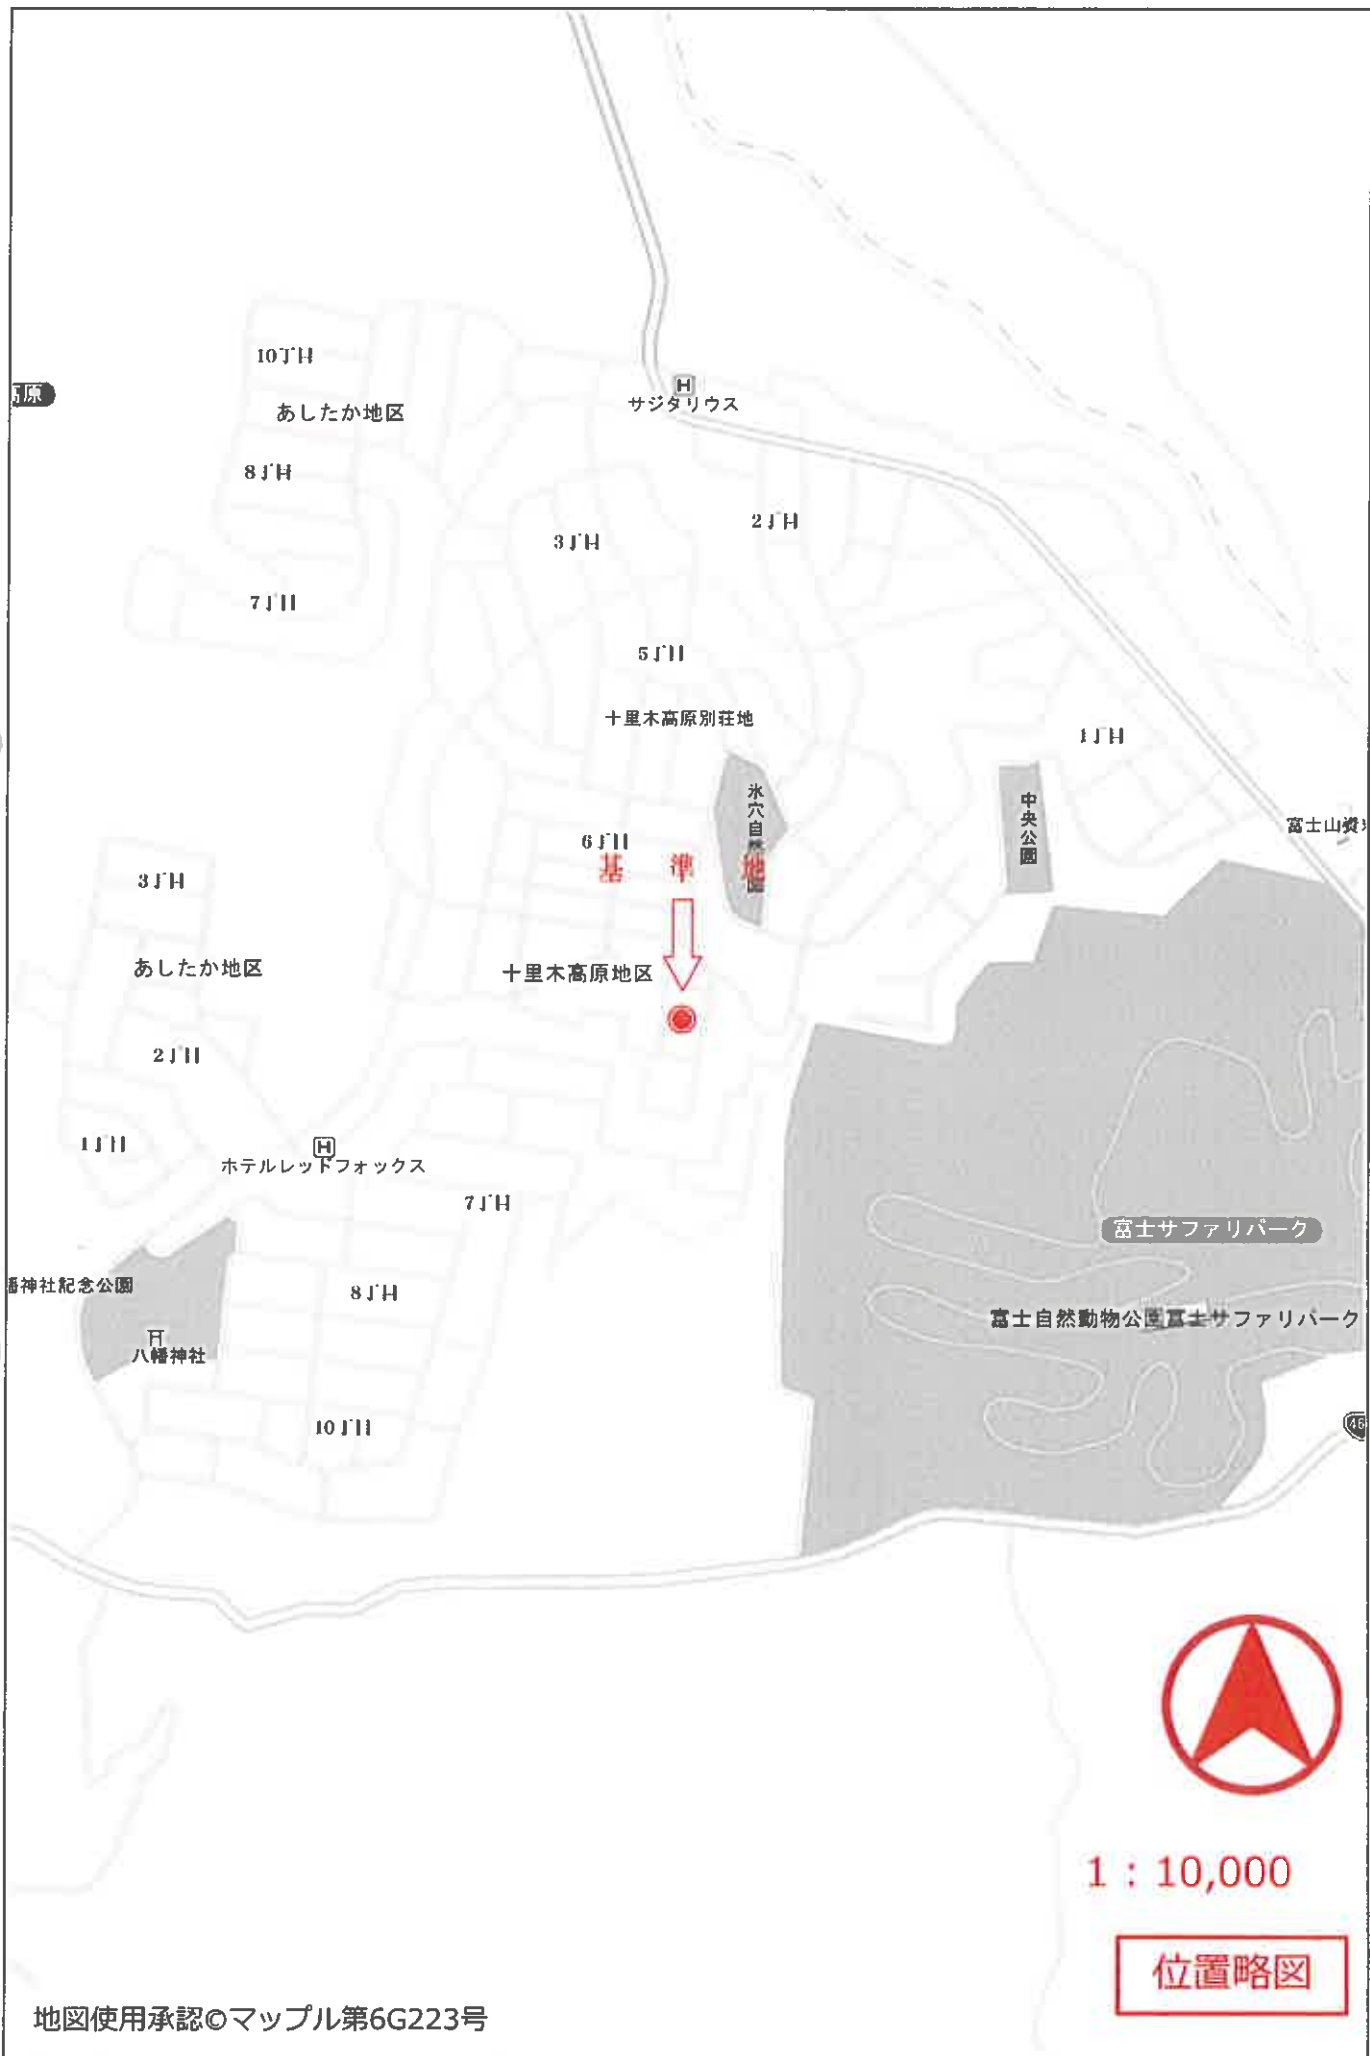 10丁目
高原
サジタリウス
あしたか地区
8丁目
2丁目
3丁目
7丁目
5丁目
十里木高原別荘地
1丁目
氷穴自然園
中央公園
富士山資
6丁目
基準地
3丁目
あしたか地区
十里木高原地区
2丁目
1丁目
H
ホテルレッドフォックス
7丁目
富士サファリパーク
幡神社記念公園
8丁目
富士自然動物公園富士サファリパーク
八幡神社
10丁目
46
1:10,000
位置略図
地図使用承認©マップル第6G223号